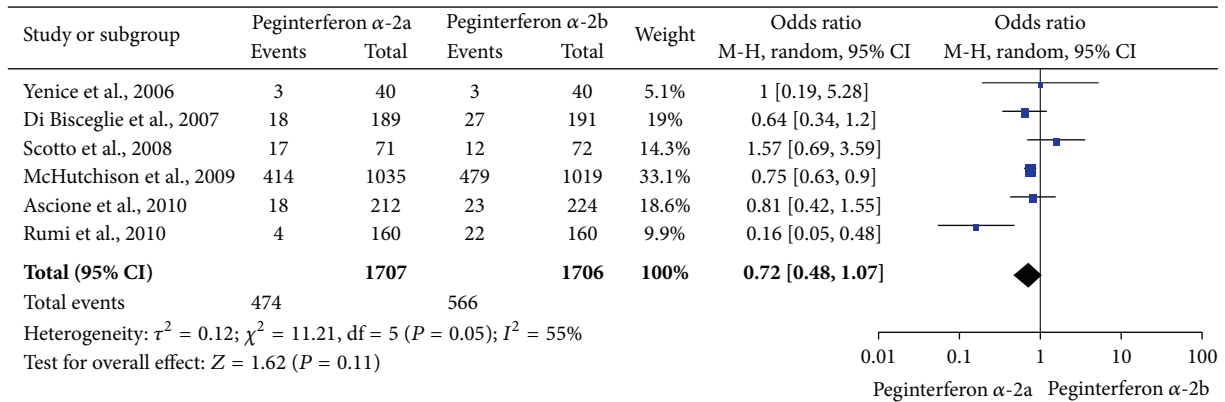 Study or subgroup Peginterferon α-2a Peginterferon α-2b Weight Odds ratio Odds ratio
Events Total Events Total M-H, random, 95% CI M-H, random, 95% CI
Yenice et al., 2006 3 40 3 40 5.1% 1 [0.19, 5.28]
Di Bisceglie et al., 2007 18 189 27 191 19% 0.64 [0.34, 1.2]
Scotto et al., 2008 17 71 12 72 14.3% 1.57 [0.69, 3.59]
McHutchison et al., 2009 414 1035 479 1019 33.1% 0.75 [0.63, 0.9]
Ascione et al., 2010 18 212 23 224 18.6% 0.81 [0.42, 1.55]
Rumi et al., 2010 4 160 22 160 9.9% 0.16 [0.05, 0.48]
Total (95% CI) 1707 1706 100% 0.72 [0.48, 1.07]
Total events 474 566
Heterogeneity: τ² = 0.12; χ² = 11.21, df = 5 (P = 0.05); I² = 55%
Test for overall effect: Z = 1.62 (P = 0.11)
0.01 0.1 1 10 100
Peginterferon α-2a Peginterferon α-2b